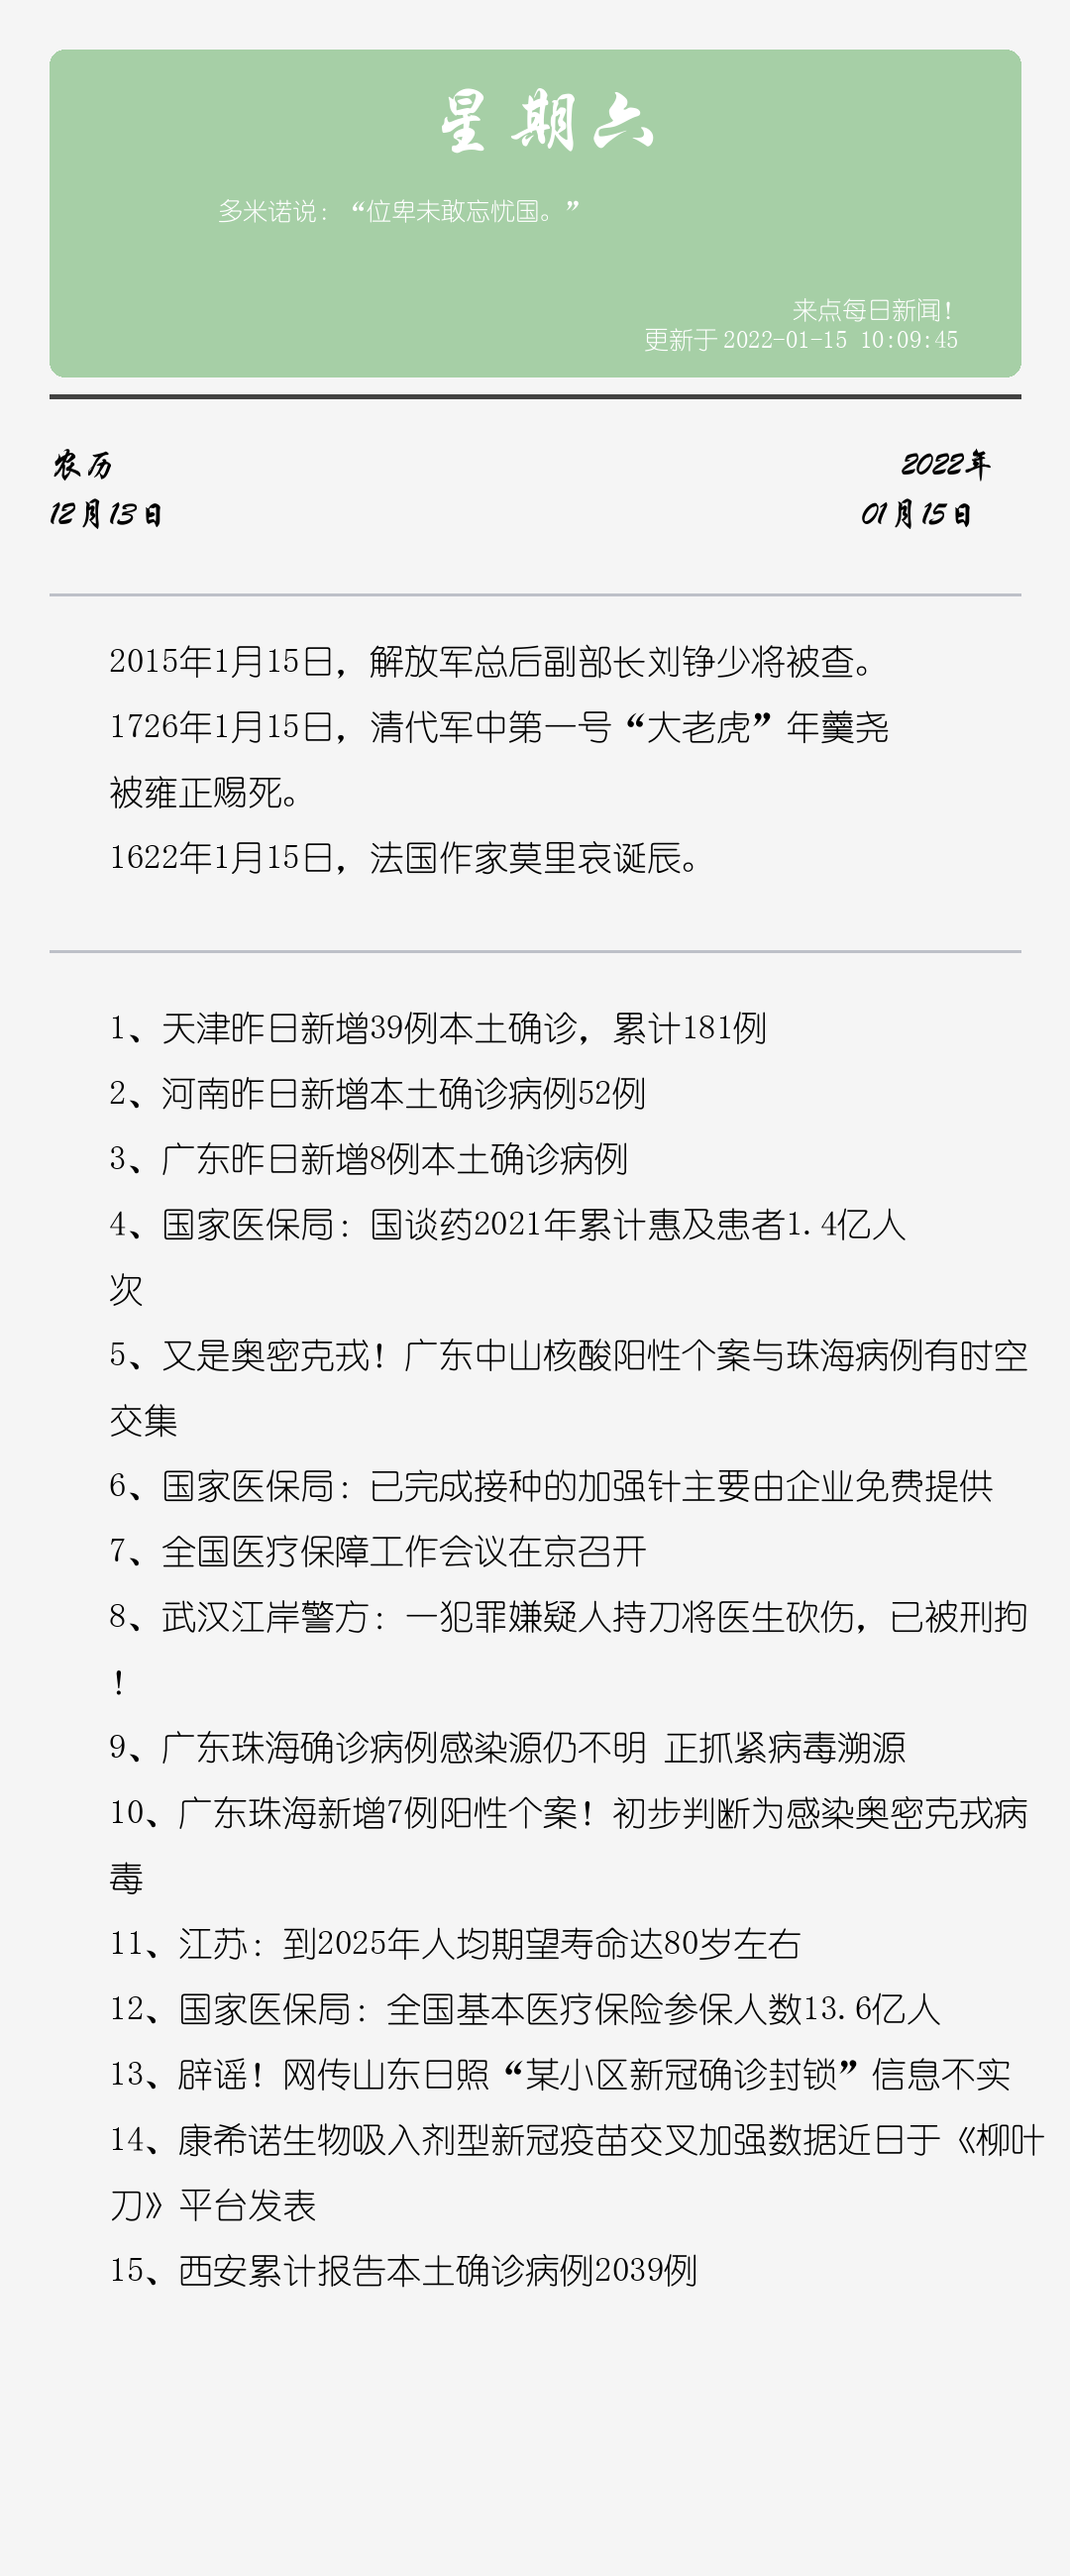 星期六
多米诺说：“位卑未敢忘忧国。”
来点每日新闻！
更新于 2022-01-15 10:09:45
农历
2022年
12月13日
01月15日
2015年1月15日，解放军总后副部长刘铮少将被查。
1726年1月15日，清代军中第一号“大老虎”年羹尧
被雍正赐死。
1622年1月15日，法国作家莫里哀诞辰。
1、天津昨日新增39例本土确诊，累计181例
2、河南昨日新增本土确诊病例52例
3、广东昨日新增8例本土确诊病例
4、国家医保局：国谈药2021年累计惠及患者1.4亿人
次
5、又是奥密克戎！广东中山核酸阳性个案与珠海病例有时空
交集
6、国家医保局：已完成接种的加强针主要由企业免费提供
7、全国医疗保障工作会议在京召开
8、武汉江岸警方：一犯罪嫌疑人持刀将医生砍伤，已被刑拘
！
9、广东珠海确诊病例感染源仍不明 正抓紧病毒溯源
10、广东珠海新增7例阳性个案！初步判断为感染奥密克戎病
毒
11、江苏：到2025年人均期望寿命达80岁左右
12、国家医保局：全国基本医疗保险参保人数13.6亿人
13、辟谣！网传山东日照“某小区新冠确诊封锁”信息不实
14、康希诺生物吸入剂型新冠疫苗交叉加强数据近日于《柳叶
刀》平台发表
15、西安累计报告本土确诊病例2039例